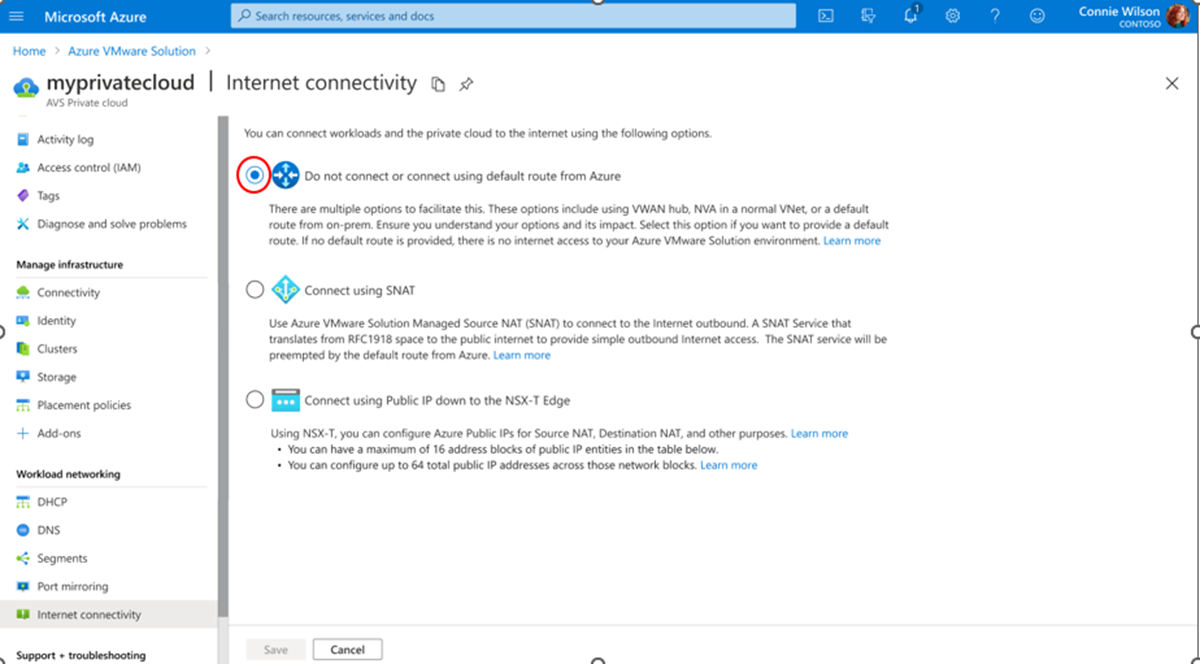 Microsoft Azure
Search resources, services and docs
1
Connie Wilson
CONTOSO
Home > Azure VMware Solution >
myprivatecloud | Internet connectivity
AVS Private cloud
Activity log
Access control (IAM)
Tags
Diagnose and solve problems
Manage infrastructure
Connectivity
Identity
Clusters
Storage
Placement policies
Add-ons
Workload networking
DHCP
DNS
Segments
Port mirroring
Internet connectivity
Support + troubleshooting
You can connect workloads and the private cloud to the internet using the following options.
Do not connect or connect using default route from Azure
There are multiple options to facilitate this. These options include using VWAN hub, NVA in a normal VNet, or a default
route from on-prem. Ensure you understand your options and its impact. Select this option if you want to provide a default
route. If no default route is provided, there is no internet access to your Azure VMware Solution environment. Learn more
Connect using SNAT
Use Azure VMware Solution Managed Source NAT (SNAT) to connect to the Internet outbound. A SNAT Service that
translates from RFC1918 space to the public internet to provide simple outbound Internet access. The SNAT service will be
preempted by the default route from Azure. Learn more
Connect using Public IP down to the NSX-T Edge
Using NSX-T, you can configure Azure Public IPs for Source NAT, Destination NAT, and other purposes. Learn more
• You can have a maximum of 16 address blocks of public IP entities in the table below.
• You can configure up to 64 total public IP addresses across those network blocks. Learn more
Save
Cancel